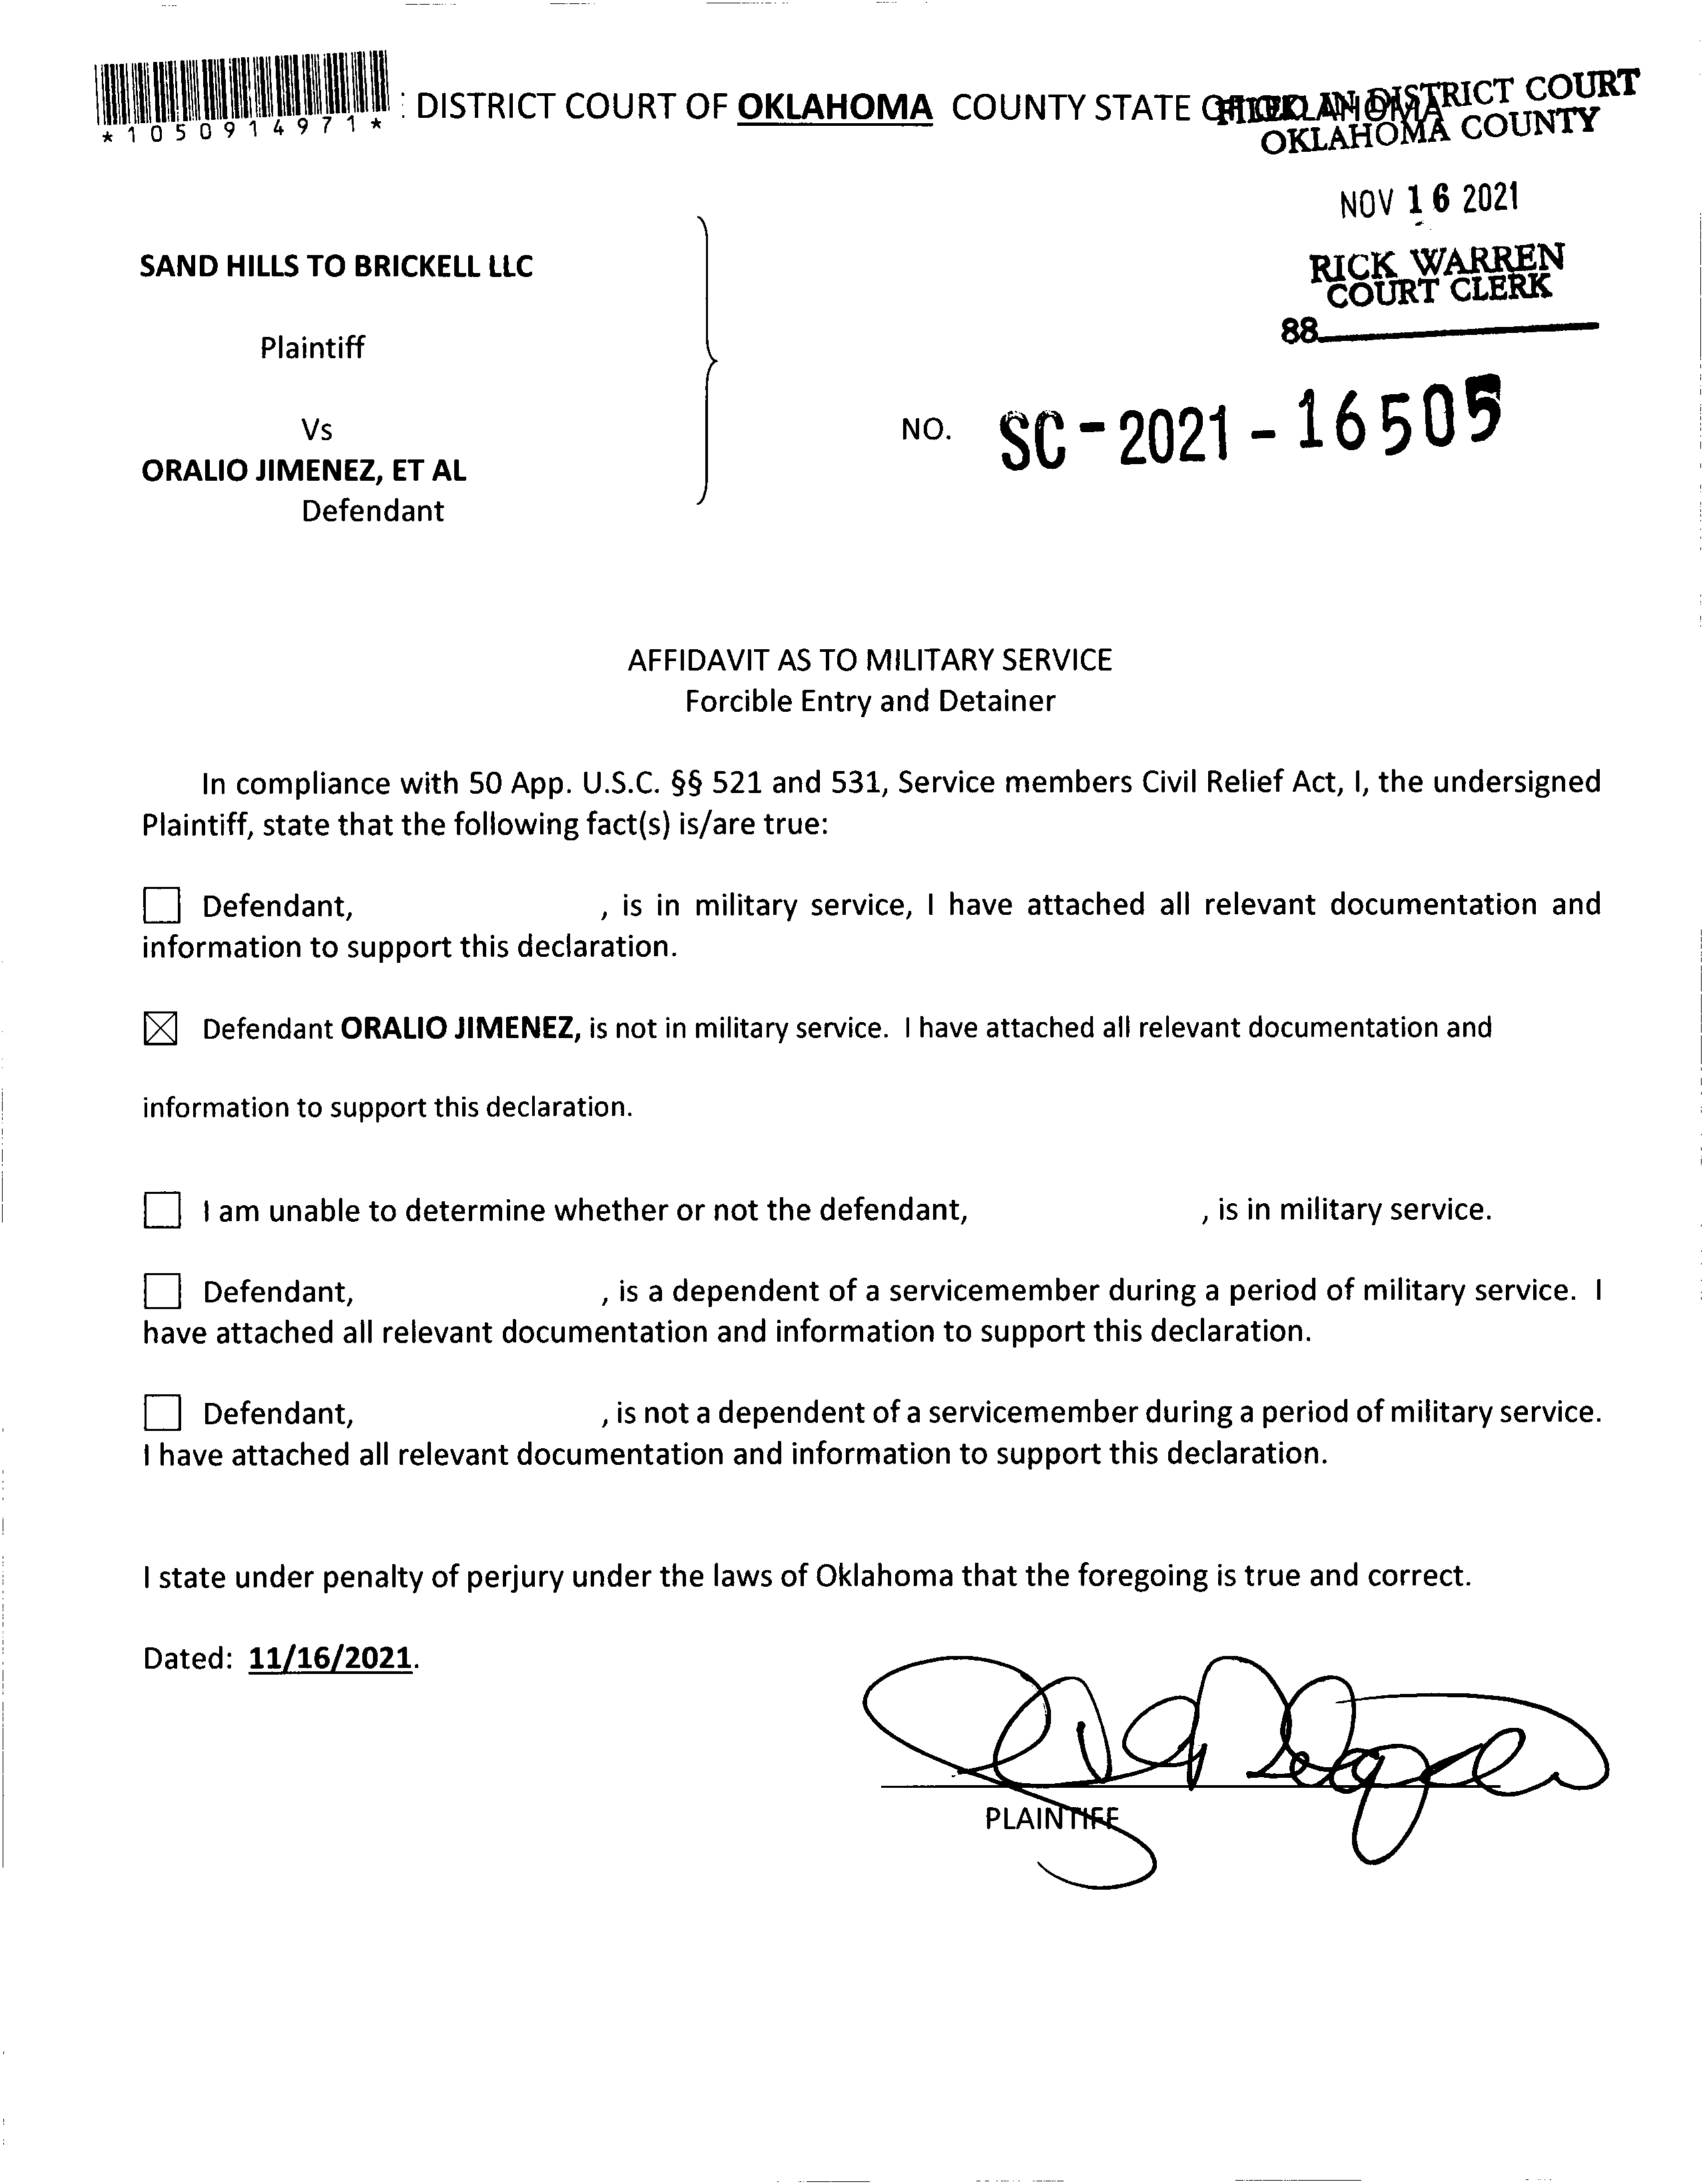 : DISTRICT COURT OF OKLAHOMA COUNTY STATE OF OKLAHOMA
*1050914971*
FILED IN DISTRICT COURT
OKLAHOMA COUNTY
NOV 16 2021
RICK WARREN
COURT CLERK
88
SAND HILLS TO BRICKELL LLC
Plaintiff
Vs
NO. SC-2021-16505
ORALIO JIMENEZ, ET AL
Defendant
AFFIDAVIT AS TO MILITARY SERVICE
Forcible Entry and Detainer
In compliance with 50 App. U.S.C. §§ 521 and 531, Service members Civil Relief Act, I, the undersigned
Plaintiff, state that the following fact(s) is/are true:
☐ Defendant, , is in military service, I have attached all relevant documentation and
information to support this declaration.
☒ Defendant ORALIO JIMENEZ, is not in military service. I have attached all relevant documentation and
information to support this declaration.
☐ I am unable to determine whether or not the defendant, , is in military service.
☐ Defendant, , is a dependent of a servicemember during a period of military service. I
have attached all relevant documentation and information to support this declaration.
☐ Defendant, , is not a dependent of a servicemember during a period of military service.
I have attached all relevant documentation and information to support this declaration.
I state under penalty of perjury under the laws of Oklahoma that the foregoing is true and correct.
Dated: 11/16/2021.
PLAINTIFF